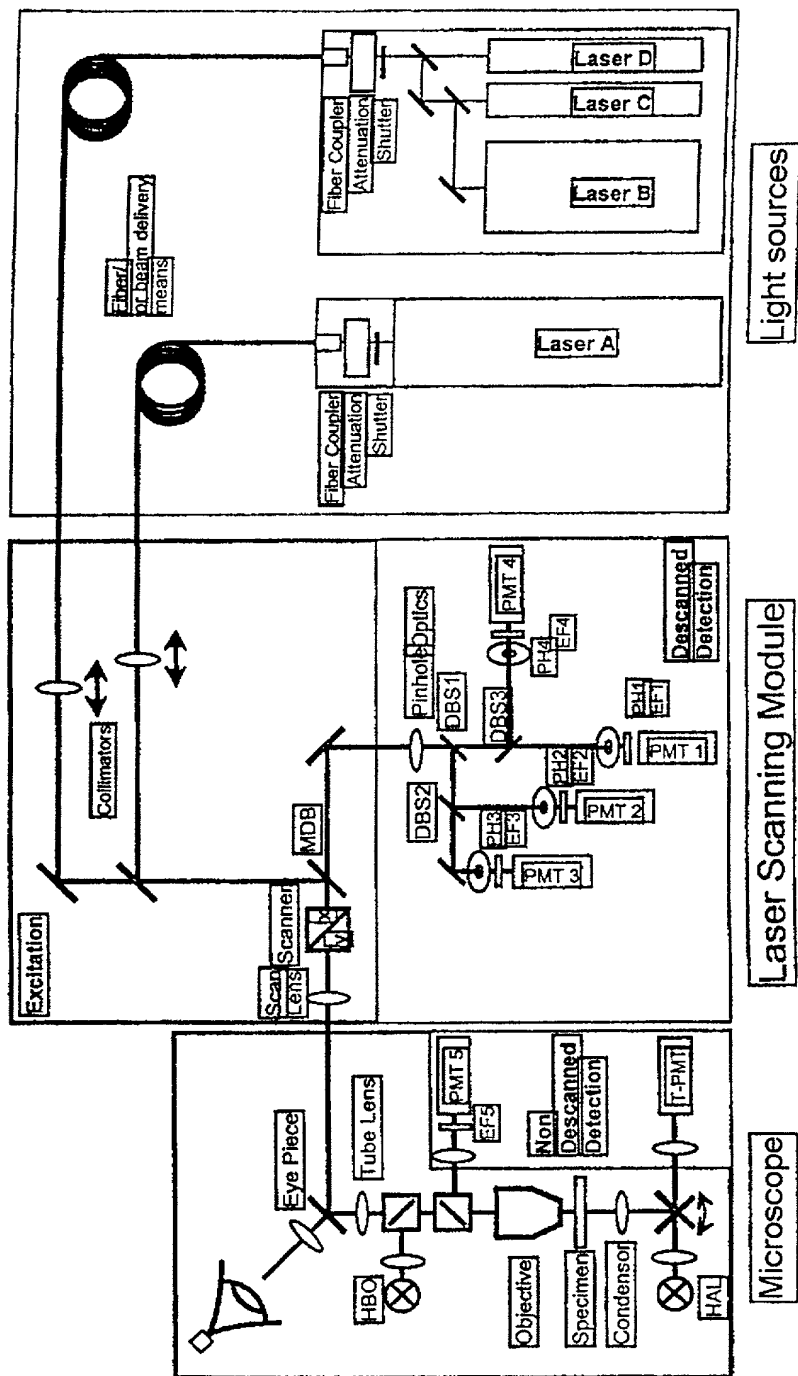 Microscope
Laser Scanning Module
Light sources
Eye Piece
Tube Lens
HBO
PMT 5
EF5
Non
Descanned
Detection
Objective
Specimen
Condensor
HAL
T-PMT
Excitation
Scan
Lens
Scanner
x
y
MDB
Collimators
Pinhole
Optics
DBS1
DBS2
DBS3
PH3
EF3
PMT 3
PH2
EF2
PMT 2
PH1
EF1
PMT 1
PH4
EF4
PMT 4
Descanned
Detection
Fiber/
or beam delivery
means
Fiber Coupler
Attenuation
Shutter
Laser A
Fiber Coupler
Attenuation
Shutter
Laser B
Laser C
Laser D